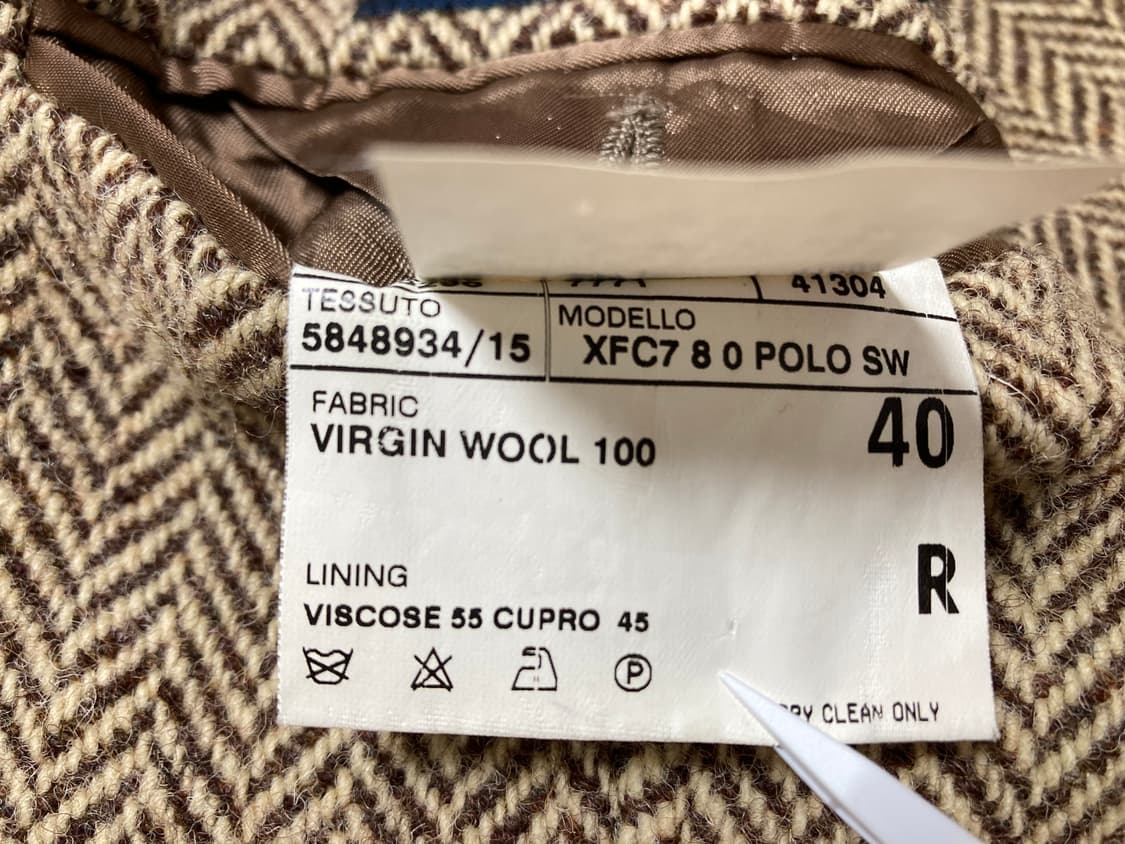 41304
TESSUTO
5848934/15
MODELLO
XFC7 8 0 POLO SW
FABRIC
VIRGIN WOOL 100
40
R
LINING
VISCOSE 55 CUPRO 45
P
CLEAN ONLY